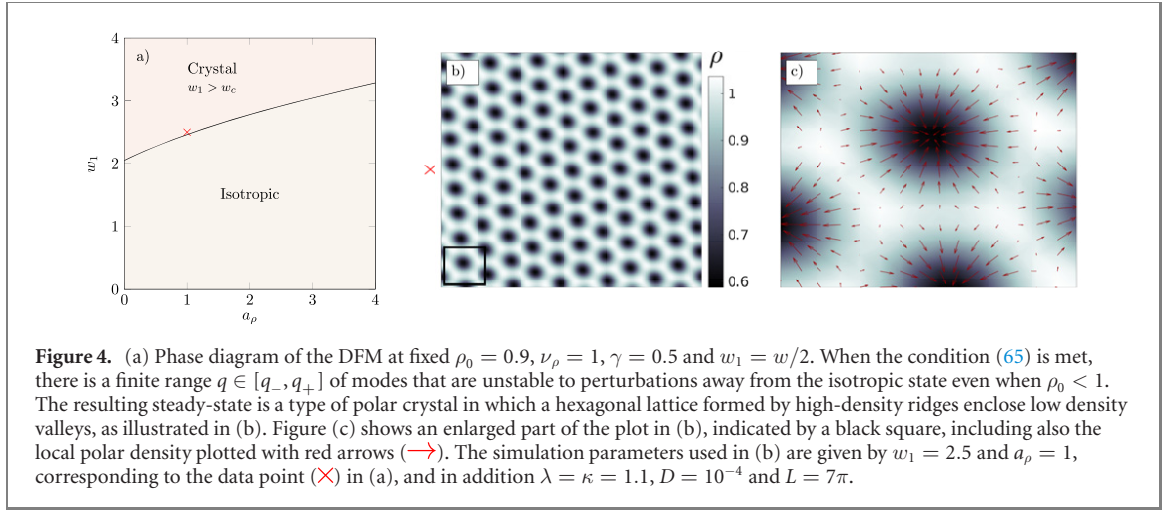 a)
Crystal
w₁ > w_c
Isotropic
4
3
2
1
0
w₁
0 1 2 3 4
a_ρ
b)
ρ
1
0.9
0.8
0.7
0.6
c)
Figure 4. (a) Phase diagram of the DFM at fixed ρ₀ = 0.9, ν_ρ = 1, γ = 0.5 and w₁ = w/2. When the condition (65) is met,
there is a finite range q ∈ [q₋, q₊] of modes that are unstable to perturbations away from the isotropic state even when ρ₀ < 1.
The resulting steady-state is a type of polar crystal in which a hexagonal lattice formed by high-density ridges enclose low density
valleys, as illustrated in (b). Figure (c) shows an enlarged part of the plot in (b), indicated by a black square, including also the
local polar density plotted with red arrows (→). The simulation parameters used in (b) are given by w₁ = 2.5 and a_ρ = 1,
corresponding to the data point (×) in (a), and in addition λ = κ = 1.1, D = 10⁻⁴ and L = 7π.